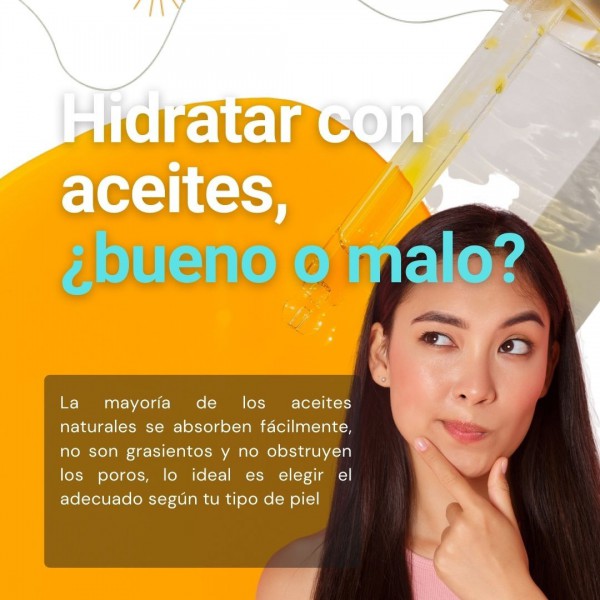 Hidratar con
aceites,
¿bueno o malo?
La mayoría de los aceites
naturales se absorben fácilmente,
no son grasientos y no obstruyen
los poros, lo ideal es elegir el
adecuado según tu tipo de piel